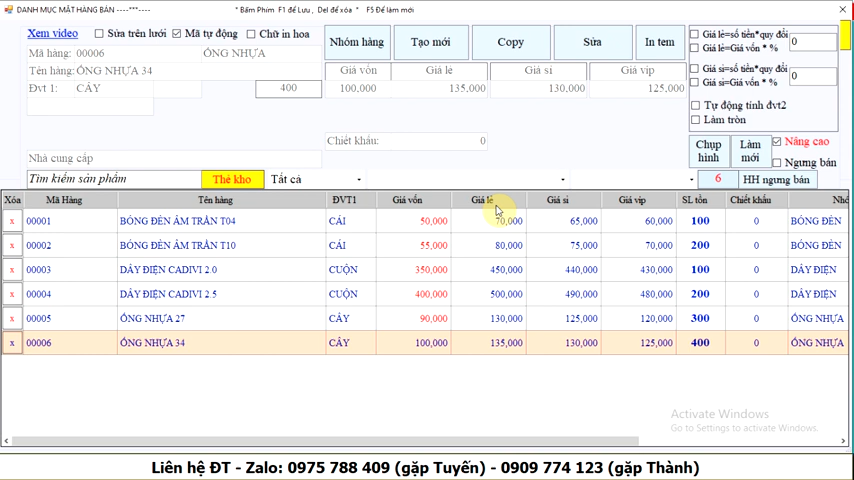 DANH MỤC MẶT HÀNG BÁN ----***---- * Bấm Phím F1 để Lưu , Del để xóa * F5 Để làm mới
Xem video Sửa trên lưới Mã tự động Chữ in hoa
Nhóm hàng Tạo mới Copy Sửa In tem
Giá lẻ=số tiền*quy đổi
Giá lẻ=Giá vốn * % 0
Giá sỉ=số tiền*quy đổi
Giá sỉ=Giá vốn * % 0
Tự động tính đvt2
Làm tròn
Mã hàng: 00006 ỐNG NHỰA
Tên hàng: ỐNG NHỰA 34 Giá vốn Giá lẻ Giá sỉ Giá vip
Đvt 1: CÂY 400 100,000 135,000 130,000 125,000
Chiết khấu: 0
Nhà cung cấp
Chụp hình Làm mới Nâng cao
Ngưng bán
Tìm kiếm sản phẩm Thẻ kho Tất cả 6 HH ngưng bán
Xóa Mã Hàng Tên hàng ĐVT1 Giá vốn Giá lẻ Giá sỉ Giá vip SL tồn Chiết khấu Nhó
x 00001 BÓNG ĐÈN ÂM TRẦN T04 CÁI 50,000 70,000 65,000 60,000 100 0 BÓNG ĐÈN
x 00002 BÓNG ĐÈN ÂM TRẦN T10 CÁI 55,000 80,000 75,000 70,000 200 0 BÓNG ĐÈN
x 00003 DÂY ĐIỆN CADIVI 2.0 CUỘN 350,000 450,000 440,000 430,000 100 0 DÂY ĐIỆN
x 00004 DÂY ĐIỆN CADIVI 2.5 CUỘN 400,000 500,000 490,000 480,000 200 0 DÂY ĐIỆN
x 00005 ỐNG NHỰA 27 CÂY 90,000 130,000 125,000 120,000 300 0 ỐNG NHỰA
x 00006 ỐNG NHỰA 34 CÂY 100,000 135,000 130,000 125,000 400 0 ỐNG NHỰA
Activate Windows
Go to Settings to activate Windows.
Liên hệ ĐT - Zalo: 0975 788 409 (gặp Tuyến) - 0909 774 123 (gặp Thành)